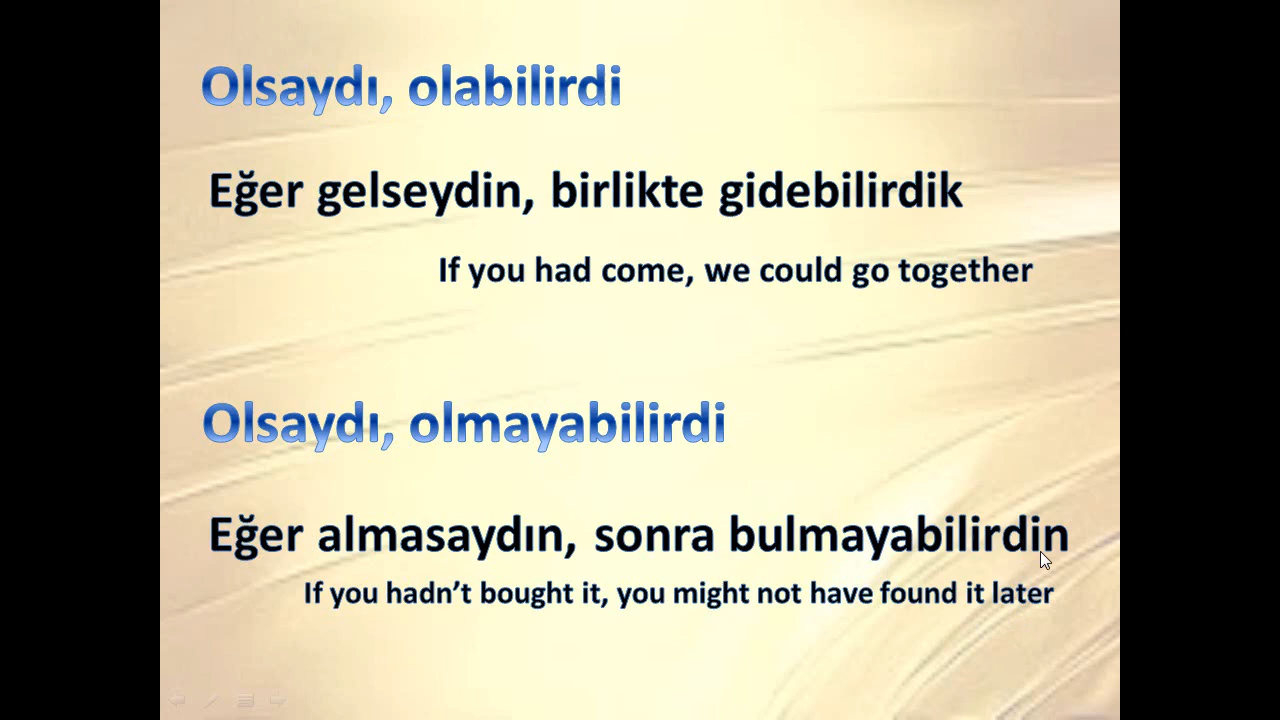 Olsaydı, olabilirdi
Eğer gelseydin, birlikte gidebilirdik
If you had come, we could go together
Olsaydı, olmayabilirdi
Eğer almasaydın, sonra bulmayabilirdin
If you hadn’t bought it, you might not have found it later